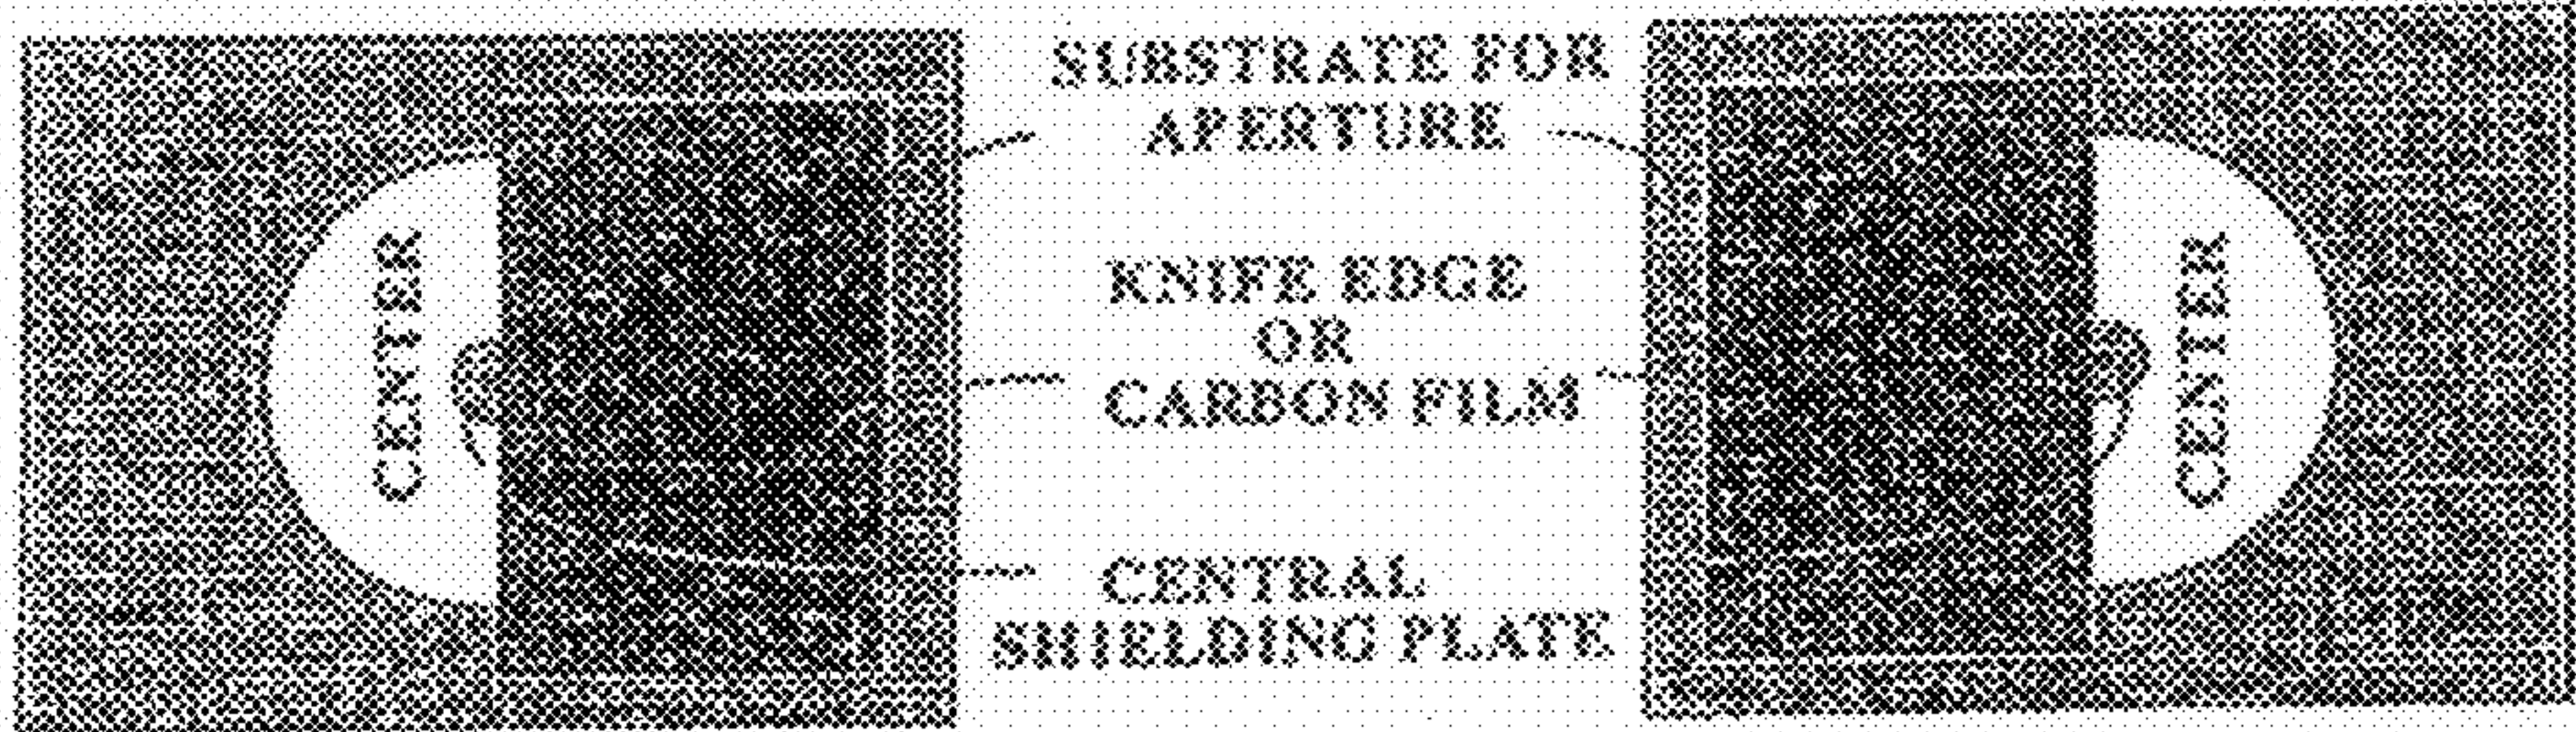 CENTER
SUBSTRATE FOR
APERTURE
KNIFE EDGE
OR
CARBON FILM
CENTRAL
SHIELDING PLATE
CENTER